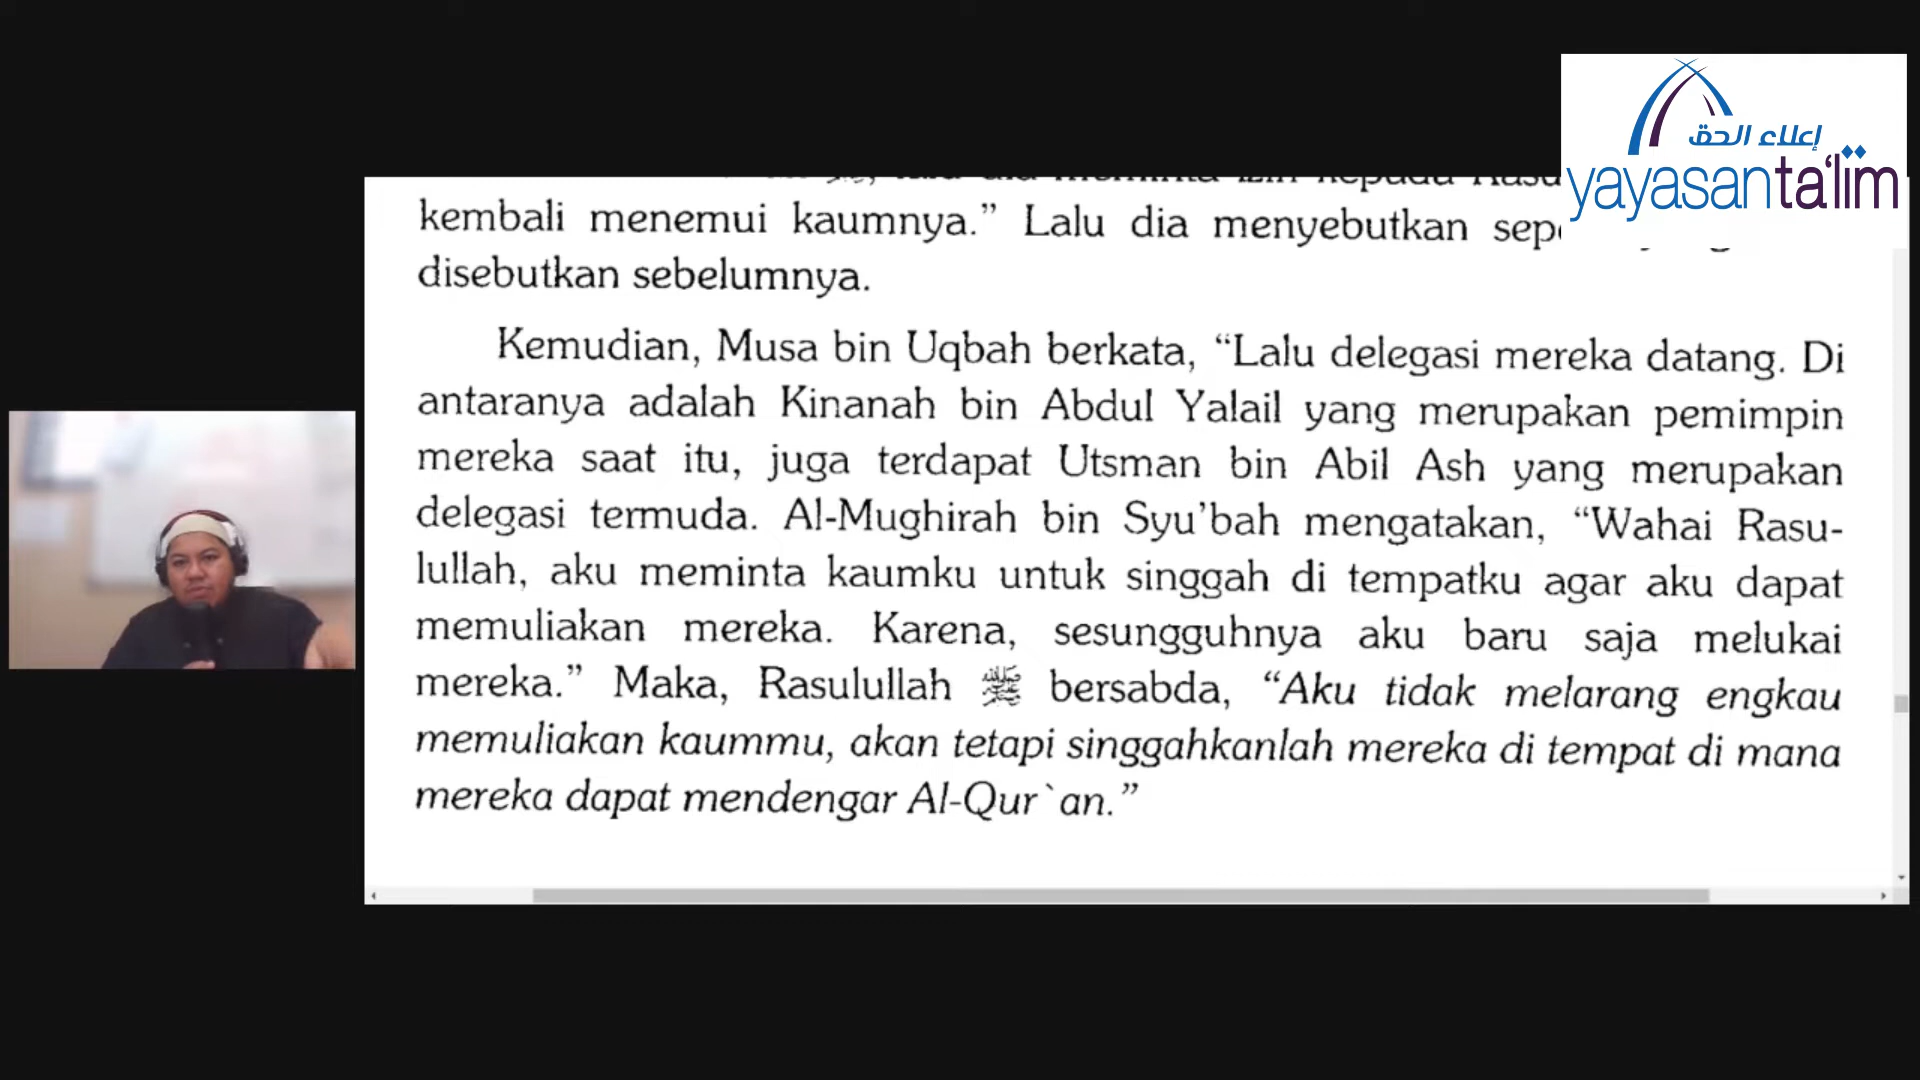 إعلاء الحق
yayasanta'lim
kembali menemui kaumnya.” Lalu dia menyebutkan
disebutkan sebelumnya.
Kemudian, Musa bin Uqbah berkata, “Lalu delegasi mereka datang. Di
antaranya adalah Kinanah bin Abdul Yalail yang merupakan pemimpin
mereka saat itu, juga terdapat Utsman bin Abil Ash yang merupakan
delegasi termuda. Al-Mughirah bin Syu’bah mengatakan, “Wahai Rasu-
lullah, aku meminta kaumku untuk singgah di tempatku agar aku dapat
memuliakan mereka. Karena, sesungguhnya aku baru saja melukai
mereka.” Maka, Rasulullah ﷺ bersabda, “Aku tidak melarang engkau
memuliakan kaummu, akan tetapi singgahkanlah mereka di tempat di mana
mereka dapat mendengar Al-Qur`an.”